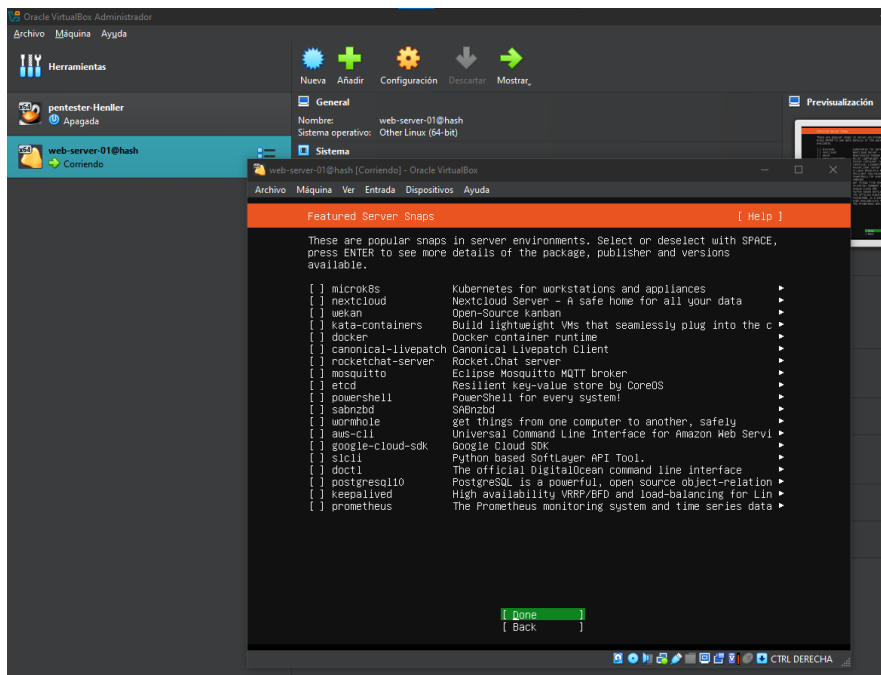 Oracle VirtualBox Administrador
Archivo Máquina Ayuda
Herramientas
Nueva Añadir Configuración Descartar Mostrar
pentester-Henller
Apagada
web-server-01@hash
Corriendo
General
Nombre: web-server-01@hash
Sistema operativo: Other Linux (64-bit)
Sistema
Previsualización
web-server-01@hash [Corriendo] - Oracle VirtualBox
Archivo Máquina Ver Entrada Dispositivos Ayuda
Featured Server Snaps [ Help ]
These are popular snaps in server environments. Select or deselect with SPACE,
press ENTER to see more details of the package, publisher and versions
available.
[ ] microk8s Kubernetes for workstations and appliances
[ ] nextcloud Nextcloud Server - A safe home for all your data
[ ] wekan Open-Source kanban
[ ] kata-containers Build lightweight VMs that seamlessly plug into the c
[ ] docker Docker container runtime
[ ] canonical-livepatch Canonical Livepatch Client
[ ] rocketchat-server Rocket.Chat server
[ ] mosquitto Eclipse Mosquitto MQTT broker
[ ] etcd Resilient key-value store by CoreOS
[ ] powershell PowerShell for every system!
[ ] sabnzbd SABnzbd
[ ] wormhole get things from one computer to another, safely
[ ] aws-cli Universal Command Line Interface for Amazon Web Servi
[ ] google-cloud-sdk Google Cloud SDK
[ ] slcli Python based SoftLayer API Tool.
[ ] doctl The official DigitalOcean command line interface
[ ] postgresql10 PostgreSQL is a powerful, open source object-relation
[ ] keepalived High availability VRRP/BFD and load-balancing for Lin
[ ] prometheus The Prometheus monitoring system and time series data
[ Done ]
[ Back ]
CTRL DERECHA